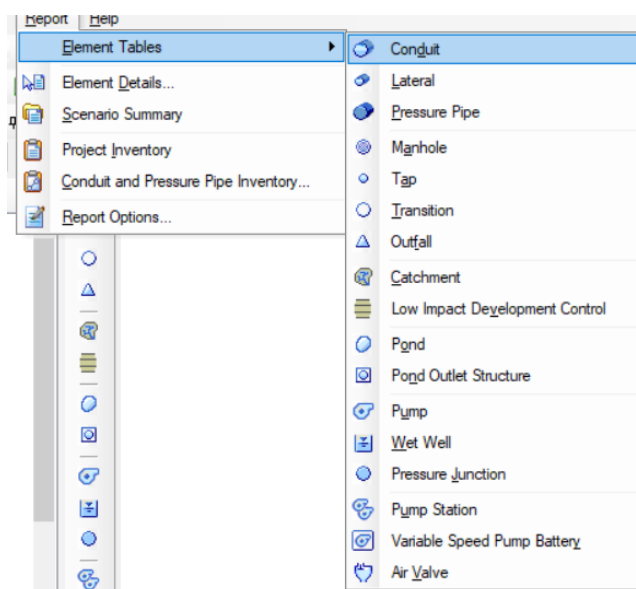 Report Help
Element Tables
Element Details...
Scenario Summary
Project Inventory
Conduit and Pressure Pipe Inventory...
Report Options...
Conduit
Lateral
Pressure Pipe
Manhole
Tap
Transition
Outfall
Catchment
Low Impact Development Control
Pond
Pond Outlet Structure
Pump
Wet Well
Pressure Junction
Pump Station
Variable Speed Pump Battery
Air Valve